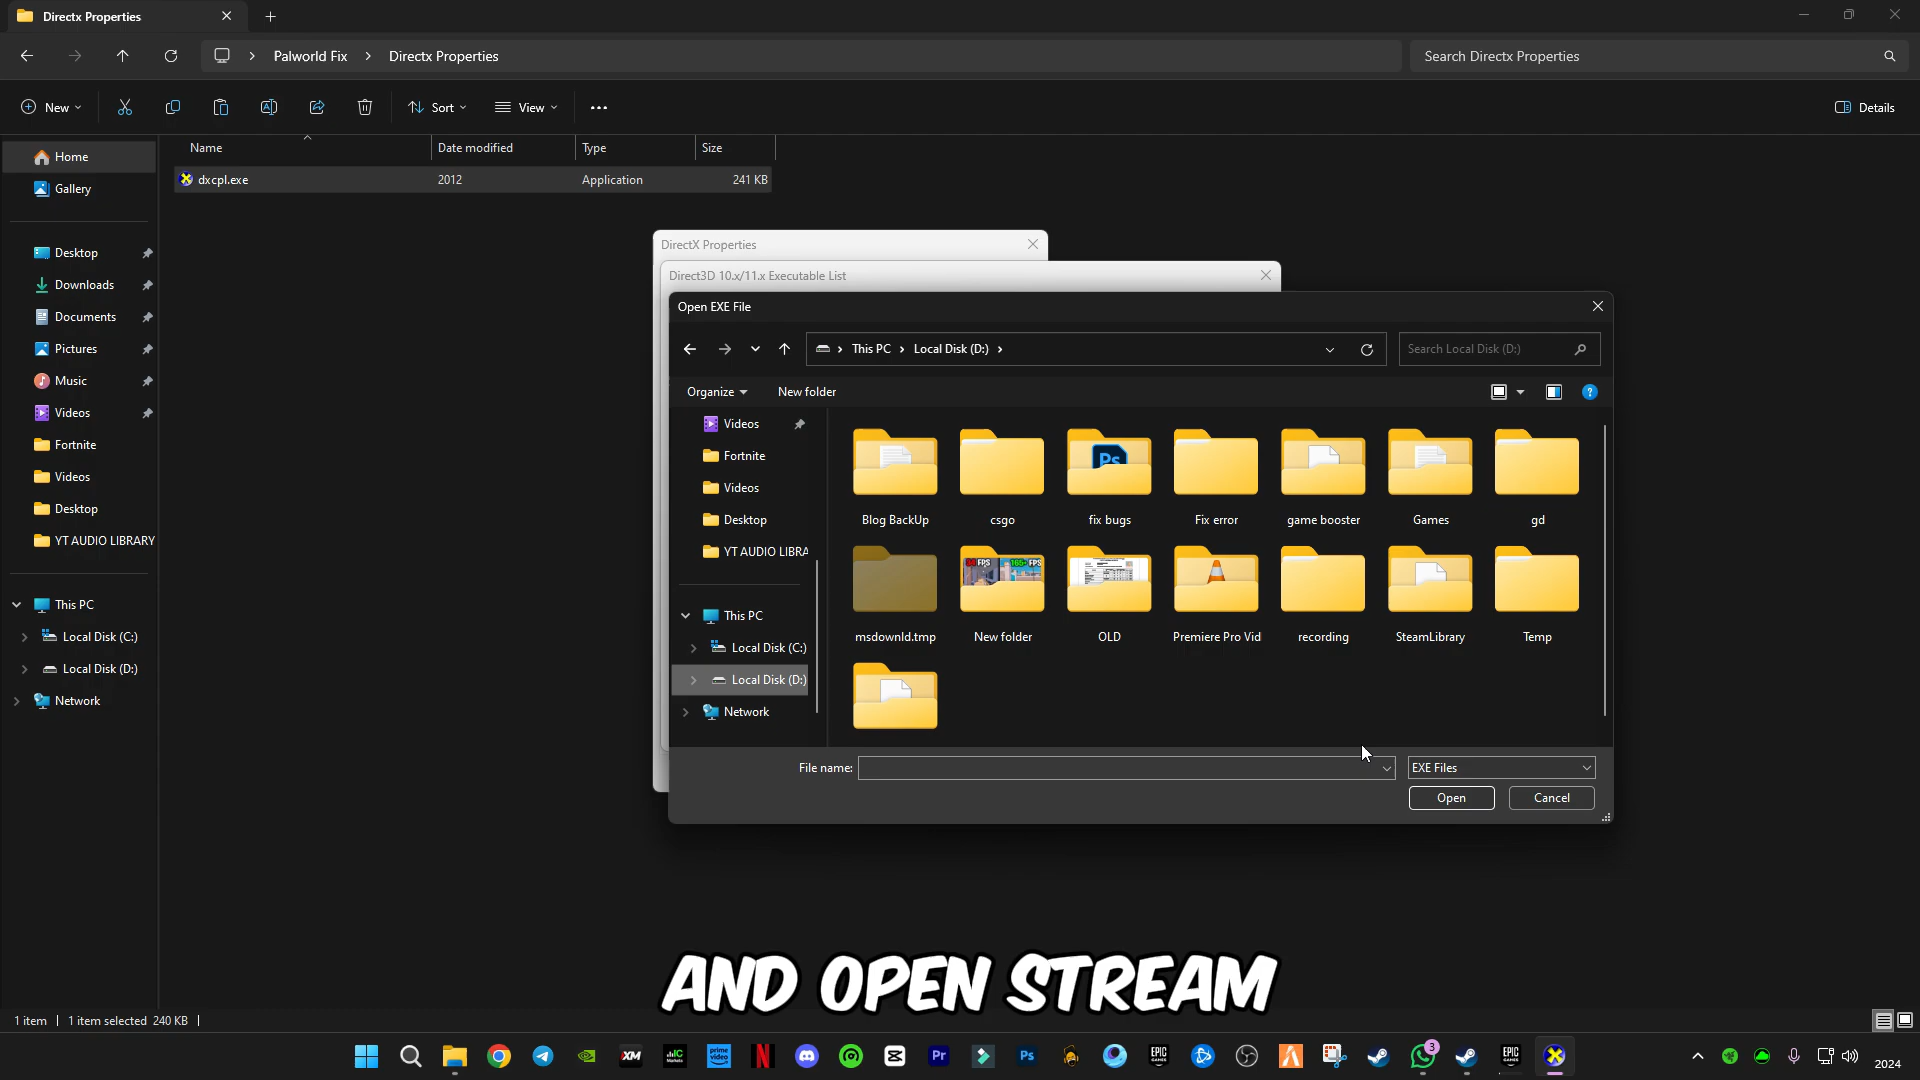 Directx Properties
Palworld Fix
Directx Properties
Search Directx Properties
New
Sort
View
Details
Name
Date modified
Type
Size
dxcpl.exe
2012
Application
241 KB
Home
Gallery
Desktop
Downloads
Documents
Pictures
Music
Videos
Fortnite
Videos
Desktop
YT AUDIO LIBRARY
This PC
Local Disk (C:)
Local Disk (D:)
Network
DirectX Properties
Direct3D 10.x/11.x Executable List
Open EXE File
This PC
Local Disk (D:)
Search Local Disk (D:)
Organize
New folder
Videos
Fortnite
Videos
Desktop
YT AUDIO LIBRA
This PC
Local Disk (C:)
Local Disk (D:)
Network
Blog BackUp
csgo
fix bugs
Fix error
game booster
Games
gd
Ps
msdownld.tmp
New folder
OLD
Premiere Pro Vid
recording
SteamLibrary
Temp
File name:
EXE Files
Open
Cancel
AND OPEN STREAM
1 item
1 item selected 240 KB
2024